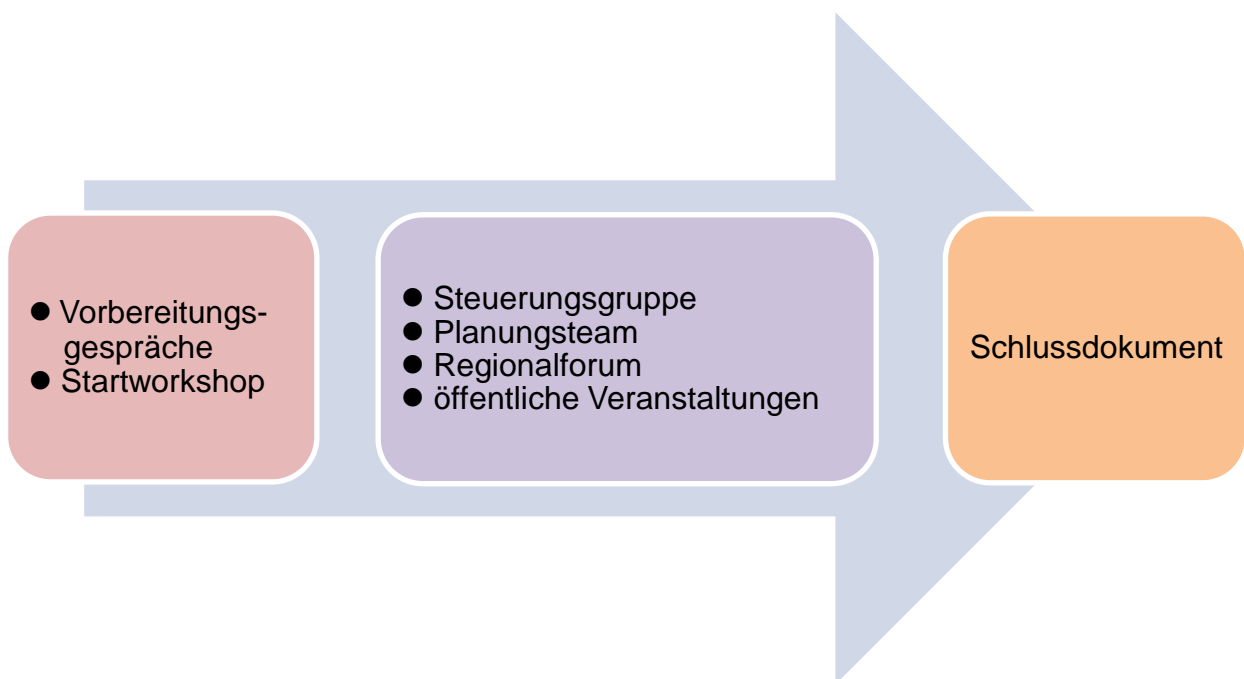 ● Vorbereitungs-
gespräche
● Startworkshop
● Steuerungsgruppe
● Planungsteam
● Regionalforum
● öffentliche Veranstaltungen
Schlussdokument